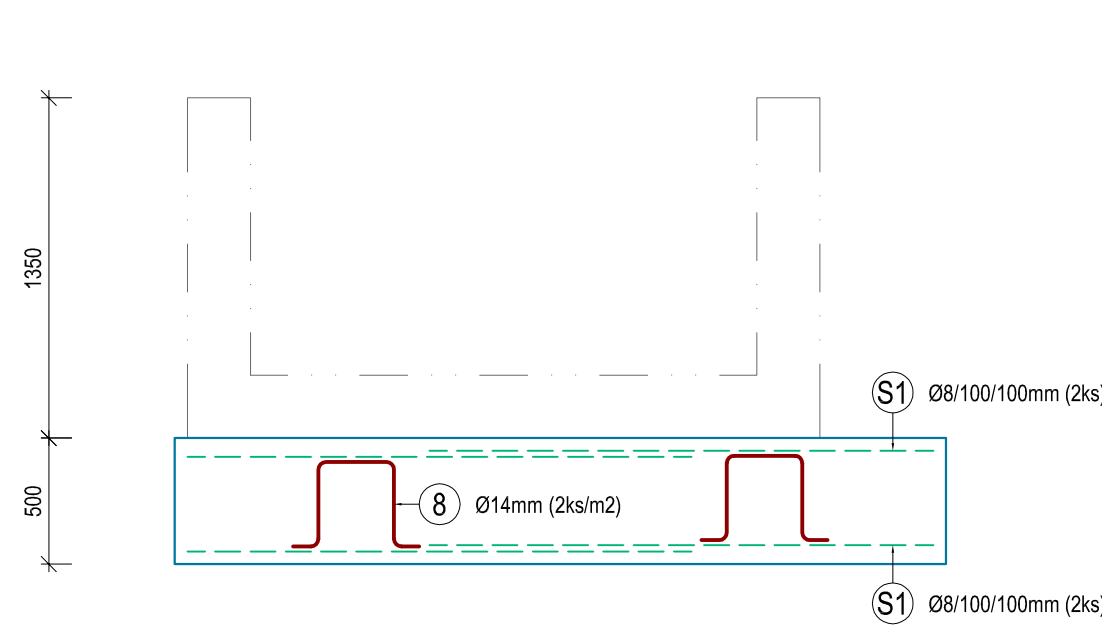 1350
S1 Ø8/100/100mm (2ks)
500
8 Ø14mm (2ks/m2)
S1 Ø8/100/100mm (2ks)